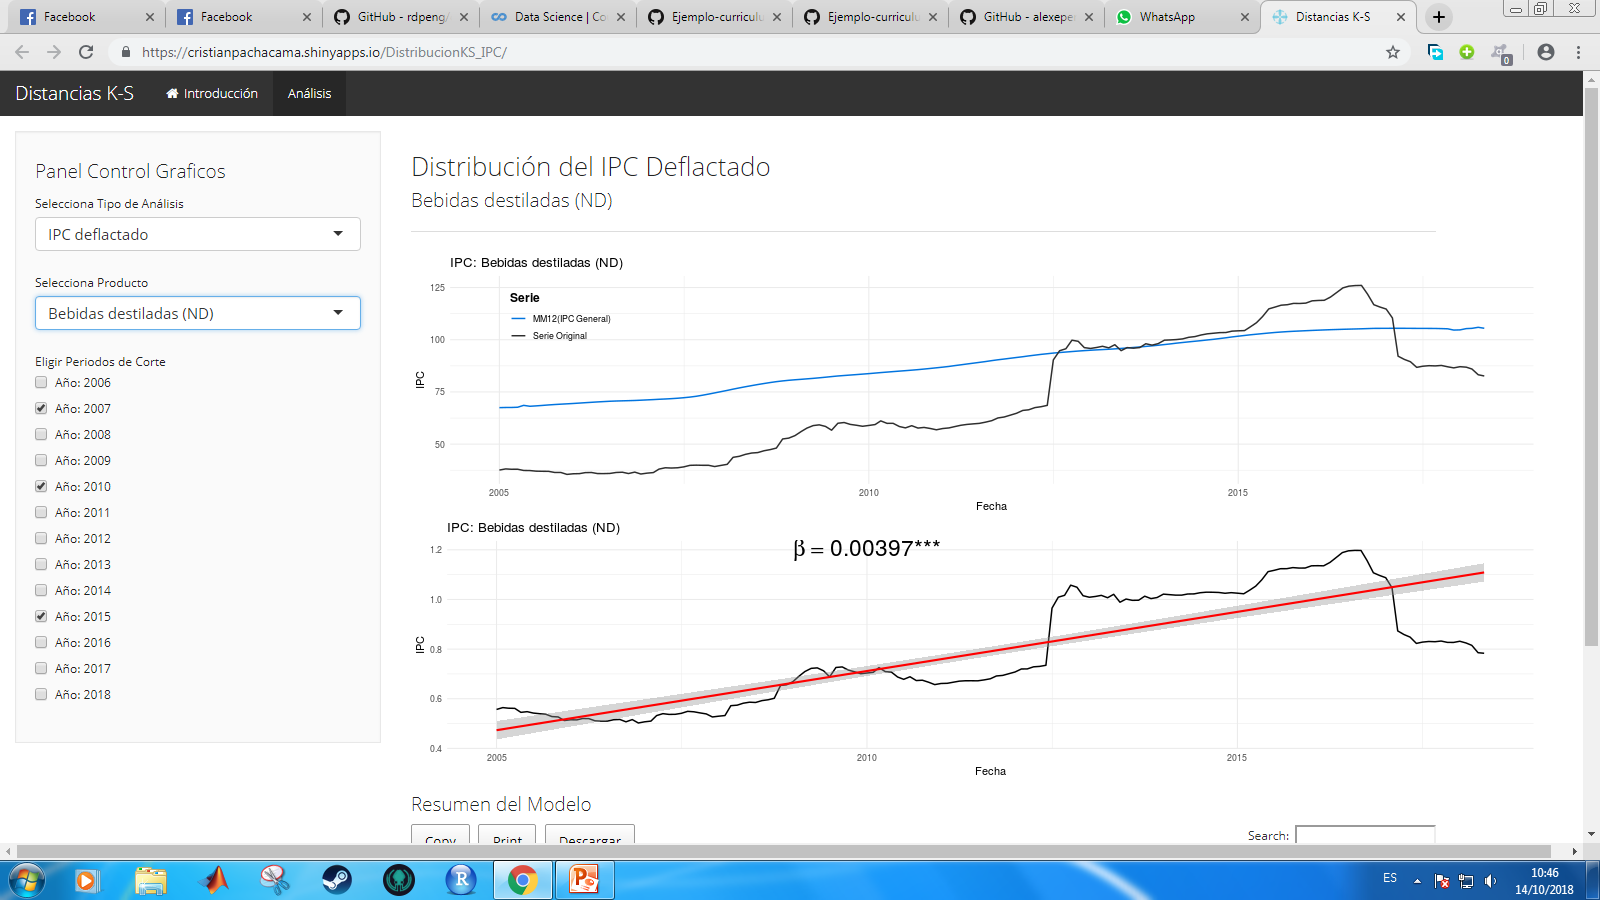 Facebook
Facebook
GitHub - rdpeng/
Data Science | Co
Ejemplo-curriculu
Ejemplo-curriculu
GitHub - alexepe
WhatsApp
Distancias K-S
https://cristianpachacama.shinyapps.io/DistribucionKS_IPC/
0
Distancias K-S
Introducción
Análisis
Panel Control Graficos
Selecciona Tipo de Análisis
IPC deflactado
Selecciona Producto
Bebidas destiladas (ND)
Eligir Periodos de Corte
Año: 2006
Año: 2007
Año: 2008
Año: 2009
Año: 2010
Año: 2011
Año: 2012
Año: 2013
Año: 2014
Año: 2015
Año: 2016
Año: 2017
Año: 2018
Distribución del IPC Deflactado
Bebidas destiladas (ND)
IPC: Bebidas destiladas (ND)
Serie
MM12(IPC General)
Serie Original
125
100
75
50
IPC
2005
2010
2015
Fecha
IPC: Bebidas destiladas (ND)
β = 0.00397***
1.2
1.0
0.8
0.6
0.4
IPC
2005
2010
2015
Fecha
Resumen del Modelo
Copy
Print
Descargar
Search:
ES
10:46
14/10/2018